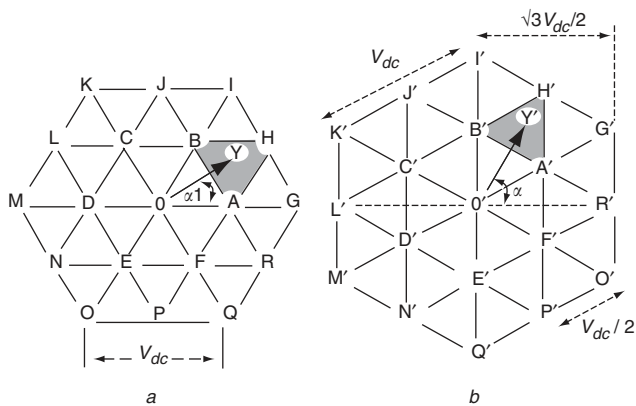 K J I
L C B Y H
α1
M D 0 A G
N E F R
O P Q
V_dc
a
√3 V_dc/2
V_dc
I′
J′ H′
K′ B′ Y′ G′
C′ A′
α
L′ 0′ R′
D′ F′
M′ E′ O′
N′ P′
V_dc / 2
Q′
b